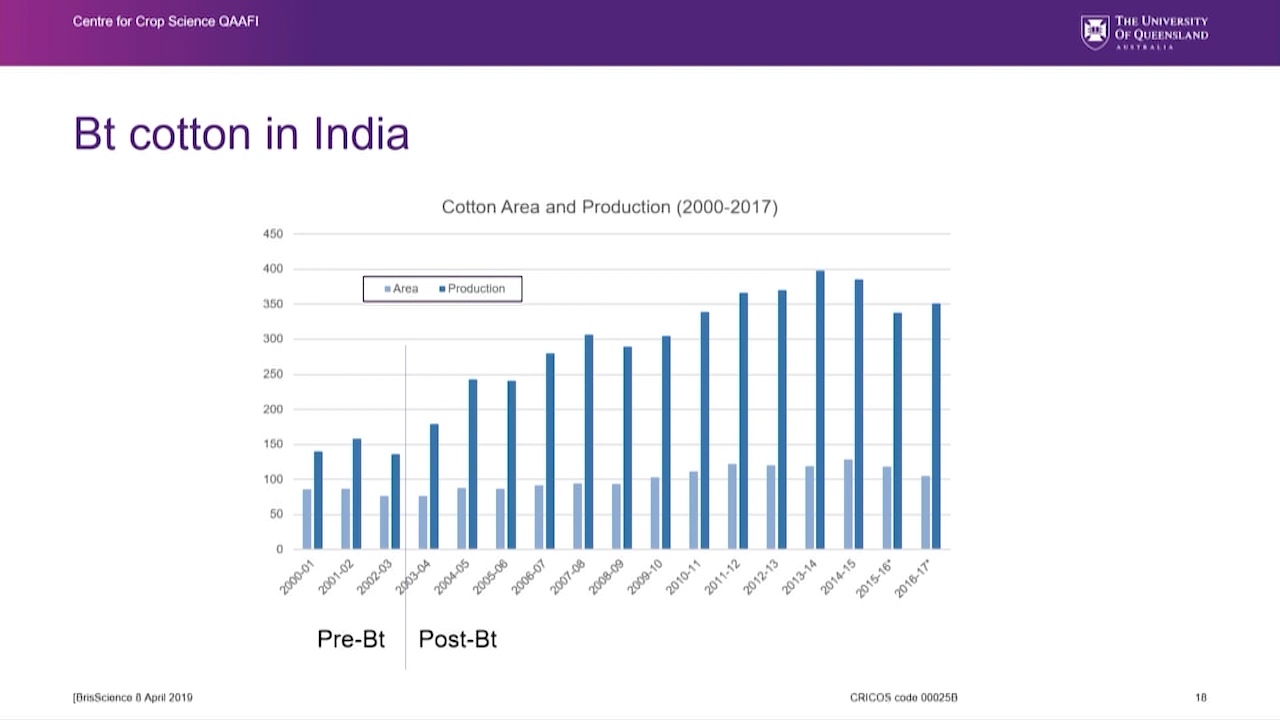 Centre for Crop Science QAAFI
THE UNIVERSITY
OF QUEENSLAND
AUSTRALIA
Bt cotton in India
Cotton Area and Production (2000-2017)
450
400
350
300
250
200
150
100
50
0
Area Production
2000-01 2001-02 2002-03 2003-04 2004-05 2005-06 2006-07 2007-08 2008-09 2009-10 2010-11 2011-12 2012-13 2013-14 2014-15 2015-16* 2016-17*
Pre-Bt Post-Bt
[BrisScience 8 April 2019 CRICOS code 00025B 18